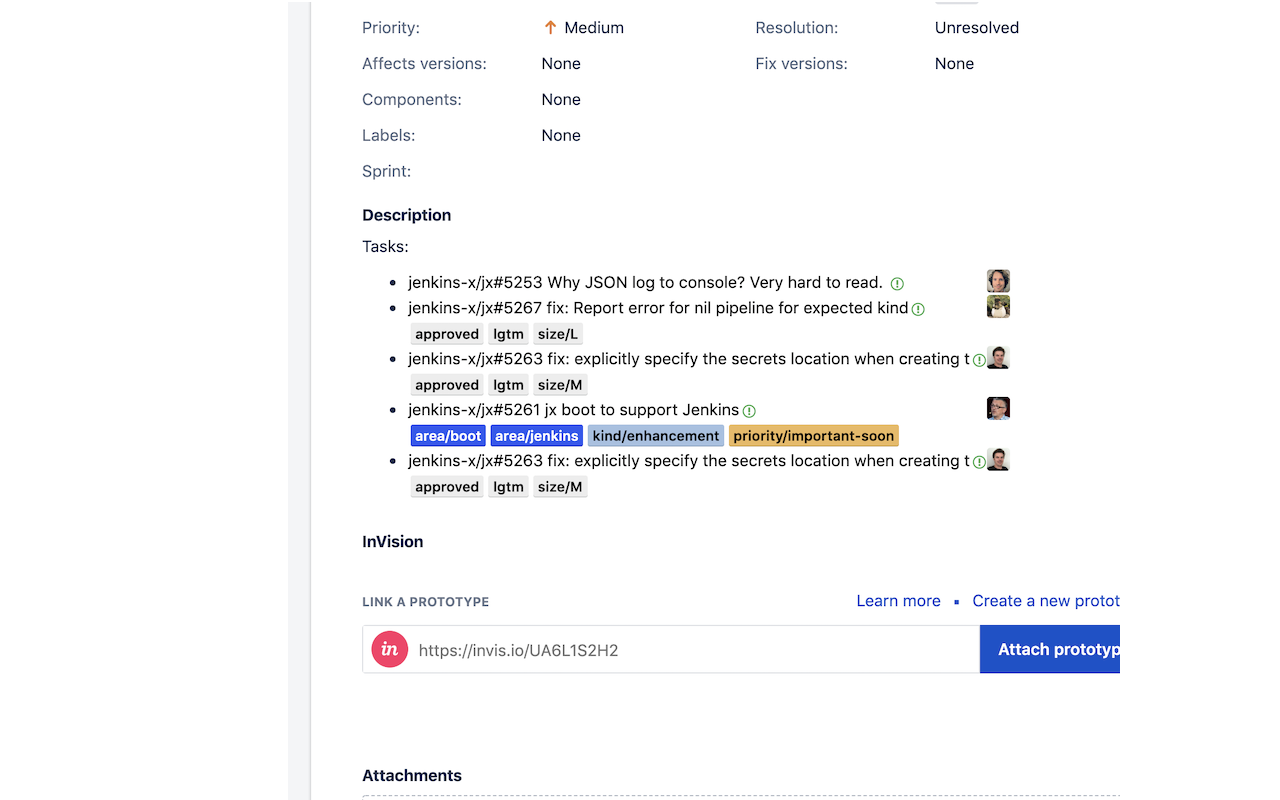 Priority: Medium Resolution: Unresolved
Affects versions: None Fix versions: None
Components: None
Labels: None
Sprint:
Description
Tasks:
jenkins-x/jx#5253 Why JSON log to console? Very hard to read.
jenkins-x/jx#5267 fix: Report error for nil pipeline for expected kind
approved lgtm size/L
jenkins-x/jx#5263 fix: explicitly specify the secrets location when creating t
approved lgtm size/M
jenkins-x/jx#5261 jx boot to support Jenkins
area/boot area/jenkins kind/enhancement priority/important-soon
jenkins-x/jx#5263 fix: explicitly specify the secrets location when creating t
approved lgtm size/M
InVision
LINK A PROTOTYPE Learn more ▪ Create a new protot
in https://invis.io/UA6L1S2H2 Attach prototyp
Attachments